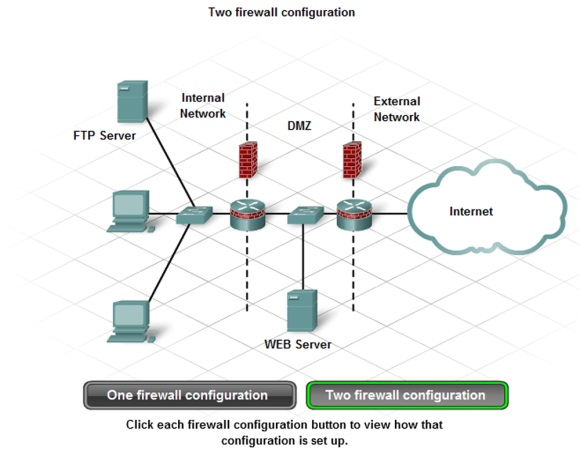 Two firewall configuration
Internal
Network
External
Network
DMZ
FTP Server
Internet
WEB Server
One firewall configuration
Two firewall configuration
Click each firewall configuration button to view how that
configuration is set up.